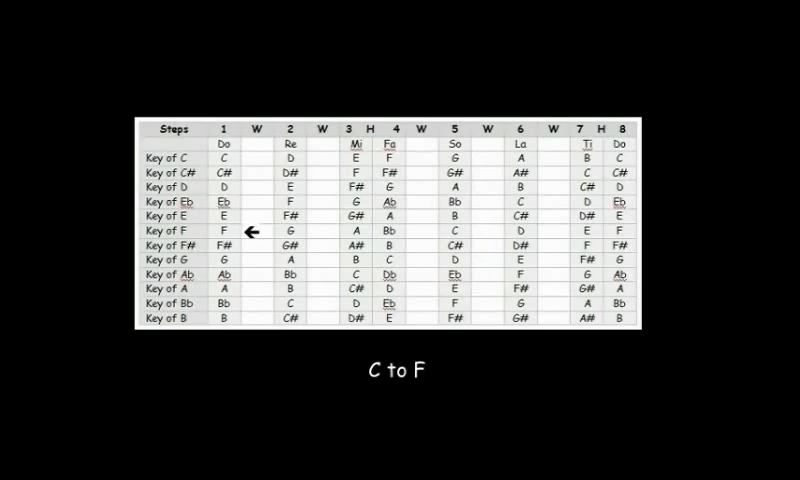 Steps 1 W 2 W 3 H 4 W 5 W 6 W 7 H 8
Do Re Mi Fa So La Ti Do
Key of C C D E F G A B C
Key of C# C# D# F F# G# A# C C#
Key of D D E F# G A B C# D
Key of Eb Eb F G Ab Bb C D Eb
Key of E E F# G# A B C# D# E
Key of F F G A Bb C D E F
Key of F# F# G# A# B C# D# F F#
Key of G G A B C D E F# G
Key of Ab Ab Bb C Db Eb F G Ab
Key of A A B C# D E F# G# A
Key of Bb Bb C D Eb F G A Bb
Key of B B C# D# E F# G# A# B
C to F